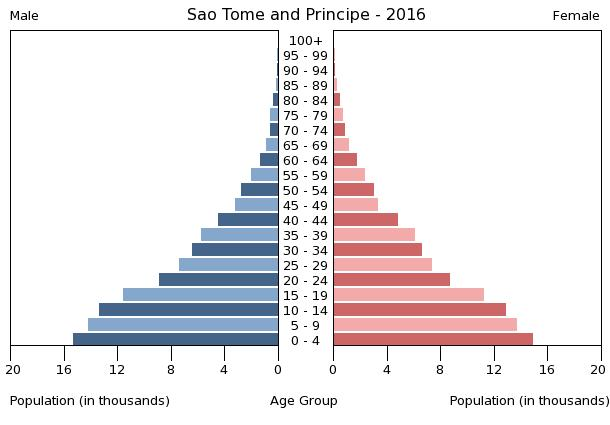 Male Sao Tome and Principe - 2016 Female
100+
95 - 99
90 - 94
85 - 89
80 - 84
75 - 79
70 - 74
65 - 69
60 - 64
55 - 59
50 - 54
45 - 49
40 - 44
35 - 39
30 - 34
25 - 29
20 - 24
15 - 19
10 - 14
5 - 9
0 - 4
20 16 12 8 4 0 0 4 8 12 16 20
Population (in thousands) Age Group Population (in thousands)